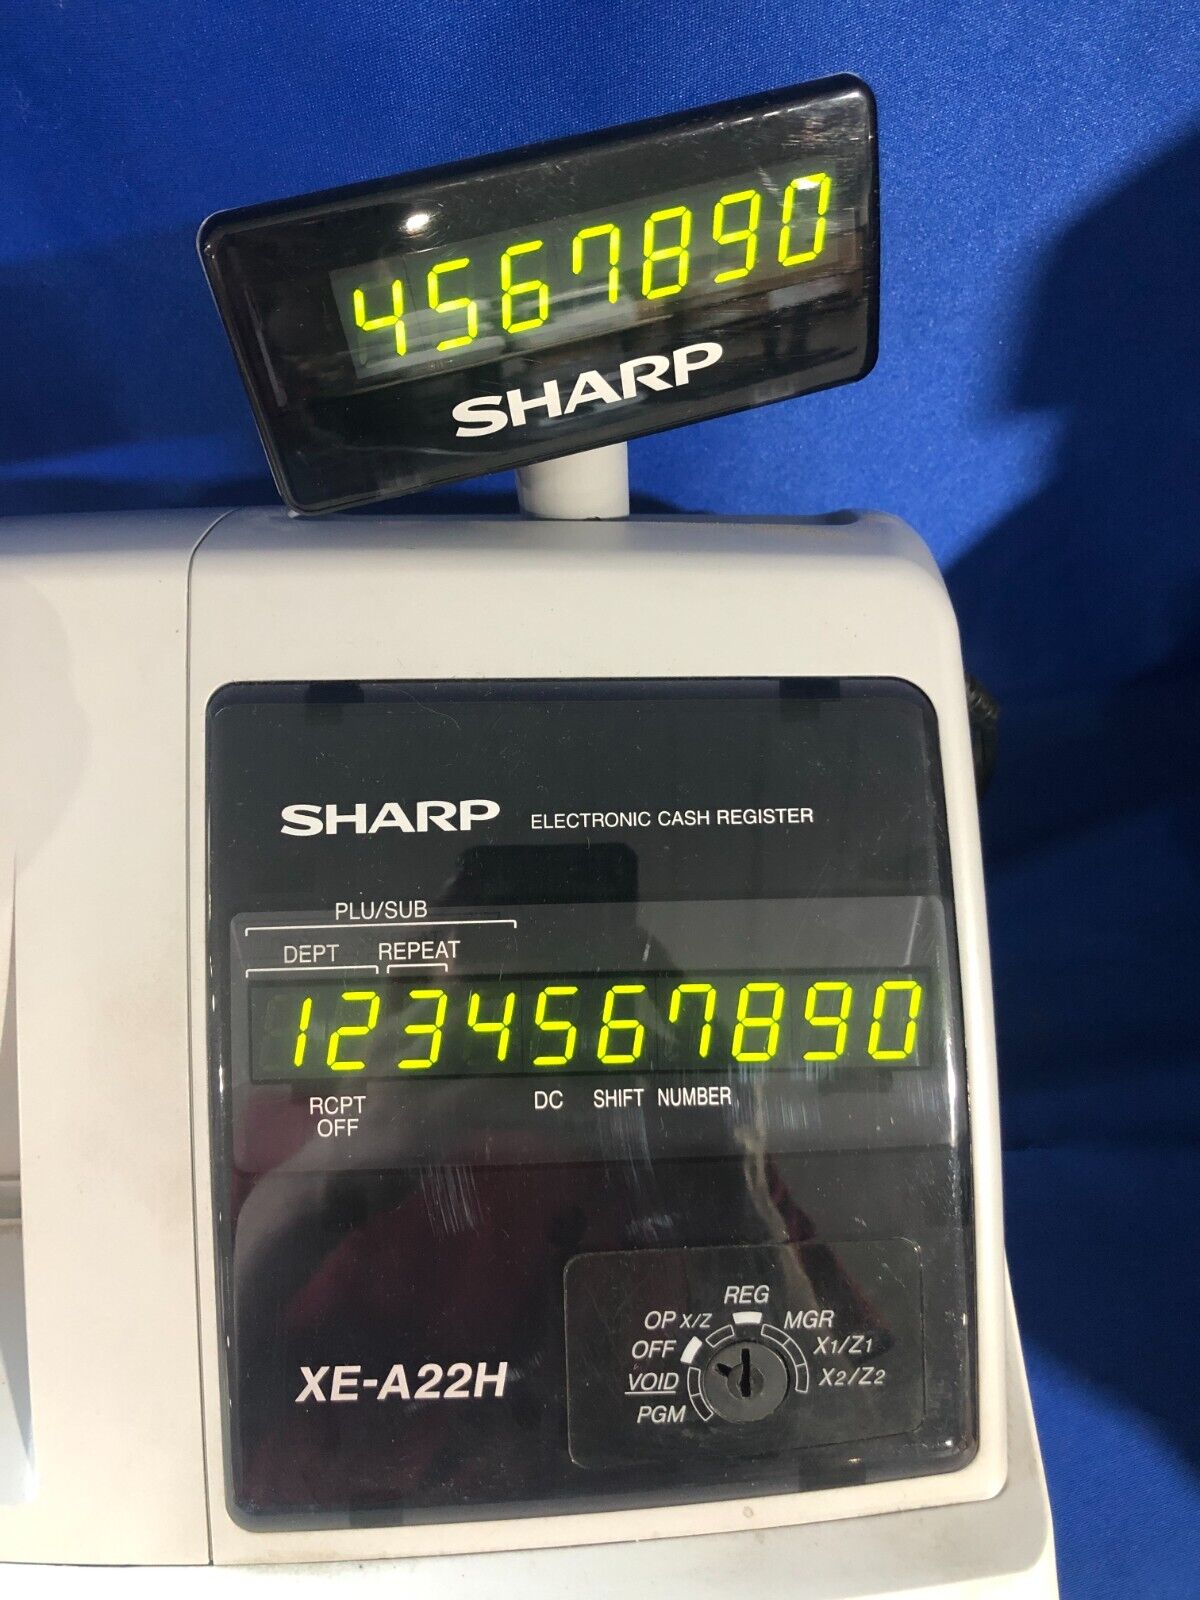 4567890
SHARP
SHARP ELECTRONIC CASH REGISTER
PLU/SUB
DEPT REPEAT
1234567890
RCPT OFF
DC SHIFT NUMBER
REG
OP X/Z MGR
OFF X1/Z1
VOID X2/Z2
PGM
XE-A22H